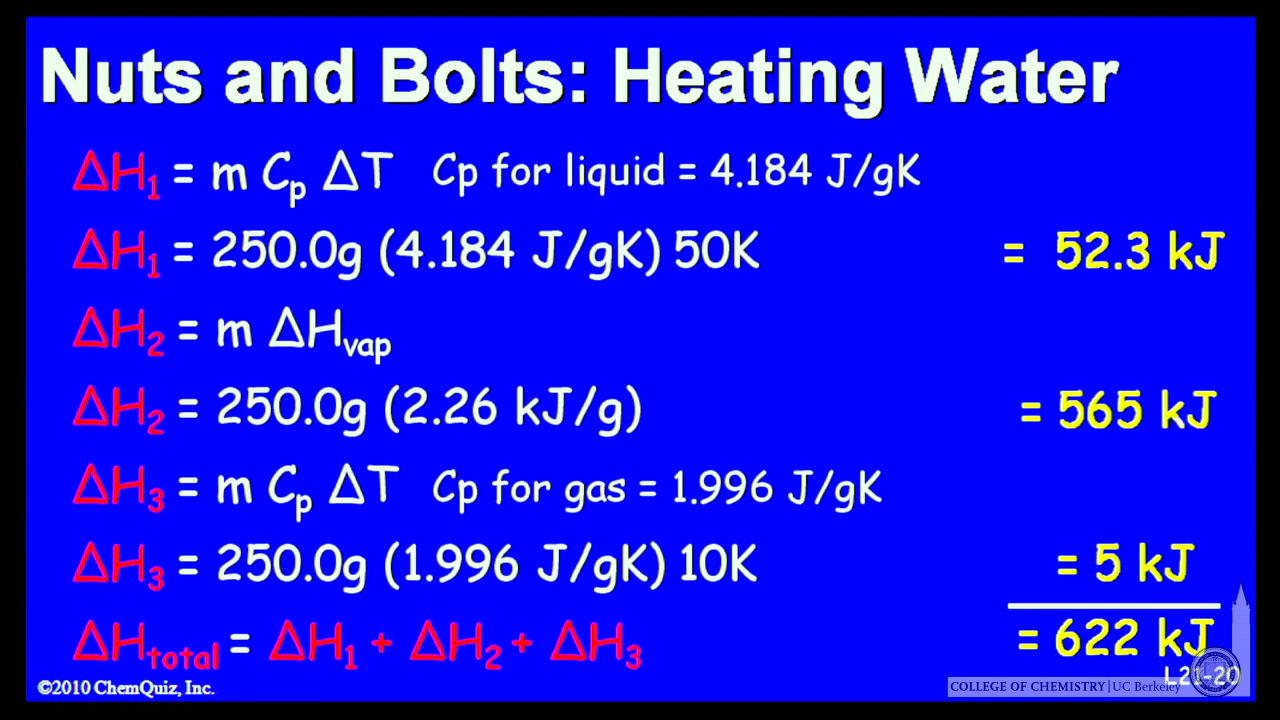 Nuts and Bolts: Heating Water
ΔH₁ = m Cₚ ΔT Cp for liquid = 4.184 J/gK
ΔH₁ = 250.0g (4.184 J/gK) 50K = 52.3 kJ
ΔH₂ = m ΔHvap
ΔH₂ = 250.0g (2.26 kJ/g) = 565 kJ
ΔH₃ = m Cₚ ΔT Cp for gas = 1.996 J/gK
ΔH₃ = 250.0g (1.996 J/gK) 10K = 5 kJ
ΔHtotal = ΔH₁ + ΔH₂ + ΔH₃ = 622 kJ
L21-20
©2010 ChemQuiz, Inc.
COLLEGE OF CHEMISTRY | UC Berkeley